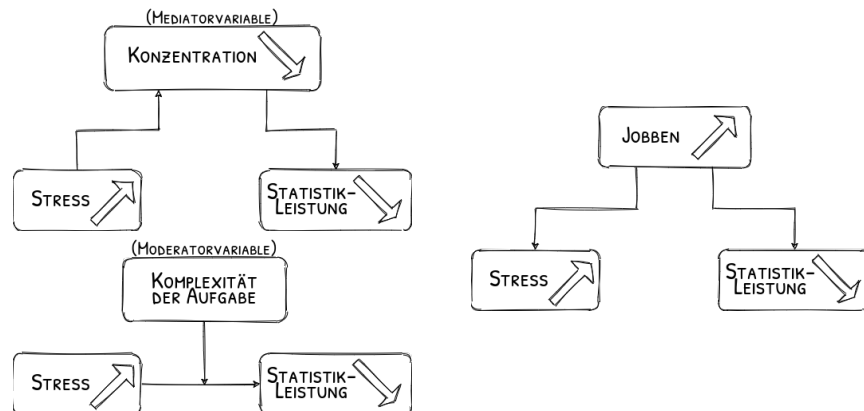 (Mediatorvariable)
Konzentration
Stress
Statistik-
Leistung
(Moderatorvariable)
Komplexität
der Aufgabe
Stress
Statistik-
Leistung
Jobben
Stress
Statistik-
Leistung